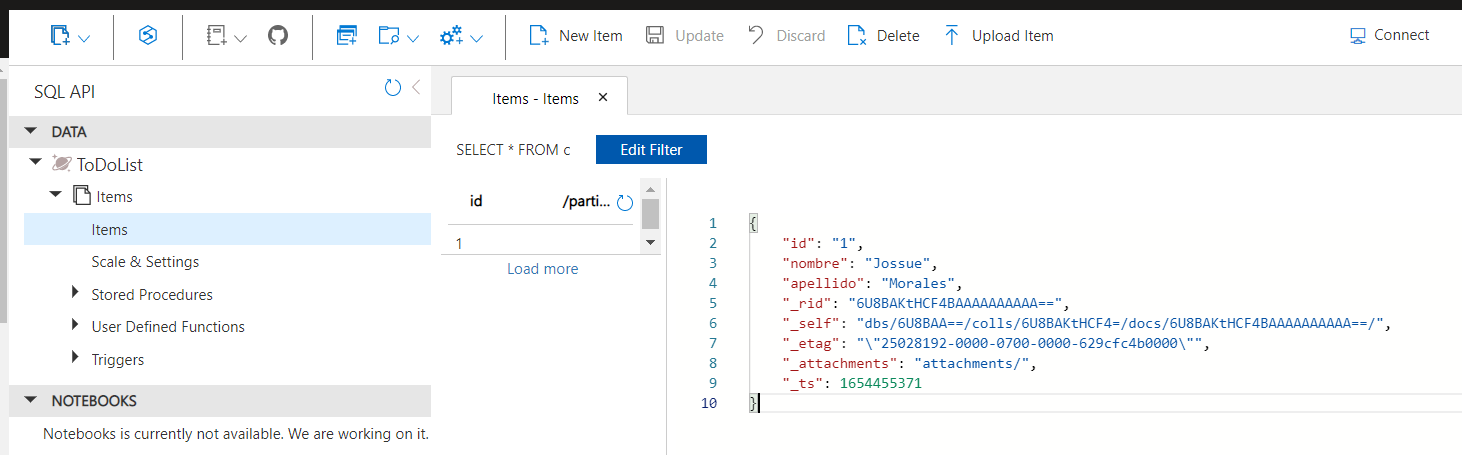 New Item Update Discard Delete Upload Item Connect
SQL API
DATA
ToDoList
Items
Items
Scale & Settings
Stored Procedures
User Defined Functions
Triggers
NOTEBOOKS
Notebooks is currently not available. We are working on it.
Items - Items ×
SELECT * FROM c Edit Filter
id /parti...
1
Load more
1 {
2 "id": "1",
3 "nombre": "Jossue",
4 "apellido": "Morales",
5 "_rid": "6U8BAKtHCF4BAAAAAAAAAA==",
6 "_self": "dbs/6U8BAA==/colls/6U8BAKtHCF4=/docs/6U8BAKtHCF4BAAAAAAAAAA==/",
7 "_etag": "\"25028192-0000-0700-0000-629cfc4b0000\"",
8 "_attachments": "attachments/",
9 "_ts": 1654455371
10 }